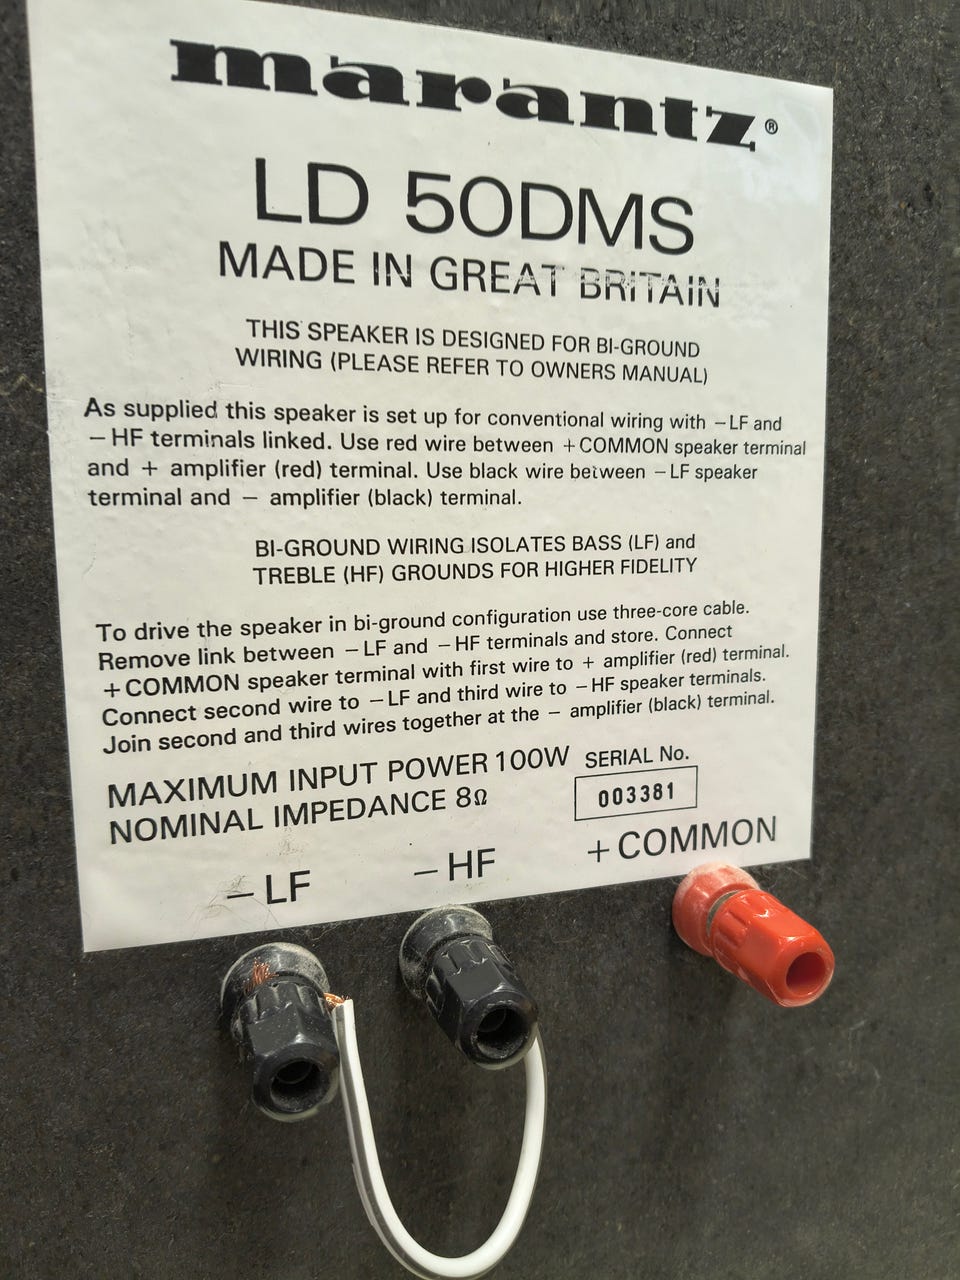 marantz®
LD 50DMS
MADE IN GREAT BRITAIN
THIS SPEAKER IS DESIGNED FOR BI-GROUND
WIRING (PLEASE REFER TO OWNERS MANUAL)
As supplied this speaker is set up for conventional wiring with −LF and
−HF terminals linked. Use red wire between +COMMON speaker terminal
and + amplifier (red) terminal. Use black wire between −LF speaker
terminal and − amplifier (black) terminal.
BI-GROUND WIRING ISOLATES BASS (LF) and
TREBLE (HF) GROUNDS FOR HIGHER FIDELITY
To drive the speaker in bi-ground configuration use three-core cable.
Remove link between −LF and −HF terminals and store. Connect
+COMMON speaker terminal with first wire to + amplifier (red) terminal.
Connect second wire to −LF and third wire to −HF speaker terminals.
Join second and third wires together at the − amplifier (black) terminal.
MAXIMUM INPUT POWER 100W
NOMINAL IMPEDANCE 8Ω
SERIAL No.
003381
−LF
−HF
+COMMON